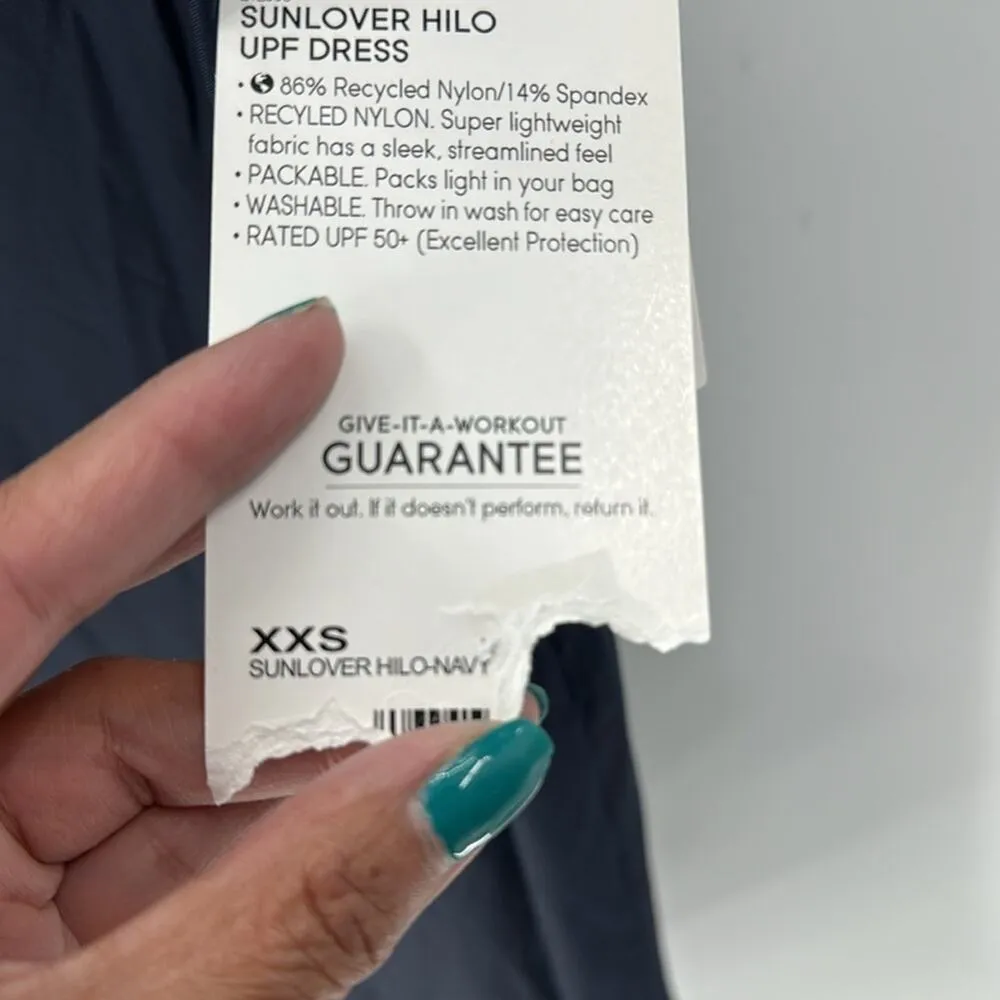 SUNLOVER HILO
UPF DRESS
• 86% Recycled Nylon/14% Spandex
• RECYLED NYLON. Super lightweight
fabric has a sleek, streamlined feel
• PACKABLE. Packs light in your bag
• WASHABLE. Throw in wash for easy care
• RATED UPF 50+ (Excellent Protection)
GIVE-IT-A-WORKOUT
GUARANTEE
Work it out. If it doesn't perform, return it.
XXS
SUNLOVER HILO-NAVY